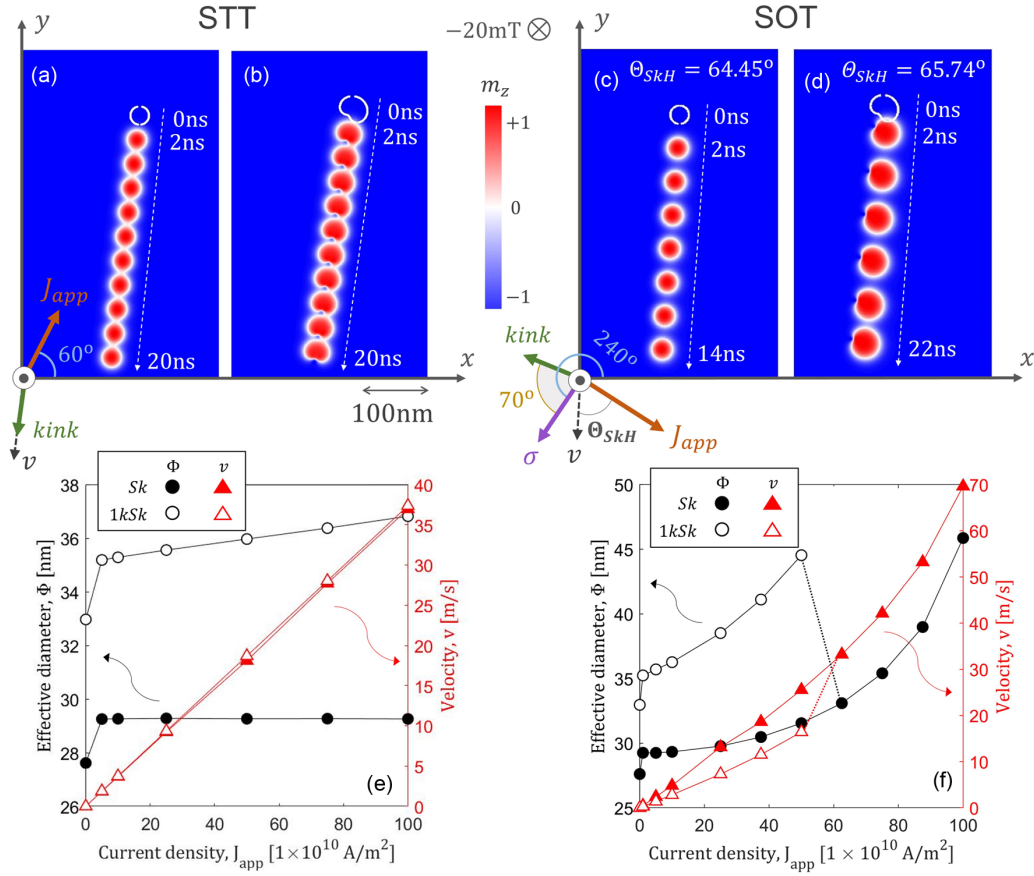 y STT −20mT ⊗ y SOT
(a) (b) (c) Θ_SkH = 64.45° (d) Θ_SkH = 65.74°
m_z
+1
0
−1
0ns
2ns
20ns
0ns
2ns
20ns
0ns
2ns
14ns
0ns
2ns
22ns
J_app
60°
x
kink
v
100nm
kink
240°
70°
σ
v
Θ_SkH
J_app
x
Φ v
Sk
1kSk
38
36
34
32
30
28
26
Effective diameter, Φ [nm]
40
35
30
25
20
15
10
5
0
Velocity, v [m/s]
(e)
0 20 40 60 80 100
Current density, J_app [1×10^10 A/m^2]
Φ v
Sk
1kSk
50
45
40
35
30
25
Effective diameter, Φ [nm]
70
60
50
40
30
20
10
0
Velocity, v [m/s]
(f)
0 20 40 60 80 100
Current density, J_app [1×10^10 A/m^2]